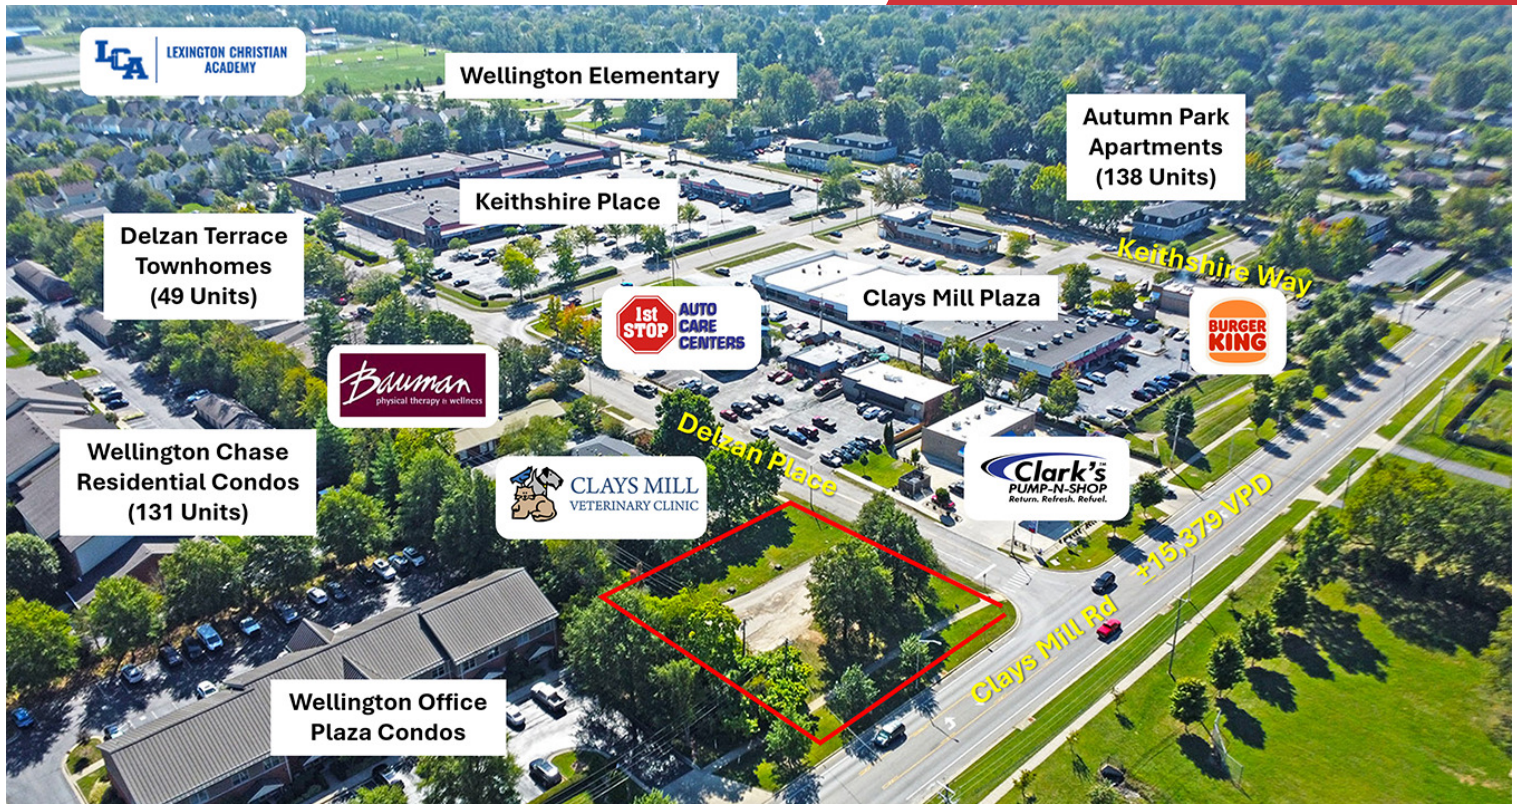 LCA
LEXINGTON CHRISTIAN
ACADEMY
Wellington Elementary
Autumn Park
Apartments
(138 Units)
Keithshire Place
Delzan Terrace
Townhomes
(49 Units)
Keithshire Way
Clays Mill Plaza
1st
STOP
AUTO
CARE
CENTERS
BURGER
KING
Bauman
physical therapy & wellness
Delzan Place
Wellington Chase
Residential Condos
(131 Units)
CLAYS MILL
VETERINARY CLINIC
Clark's™
PUMP-N-SHOP
Return. Refresh. Refuel.
+15,379 VPD
Clays Mill Rd
Wellington Office
Plaza Condos